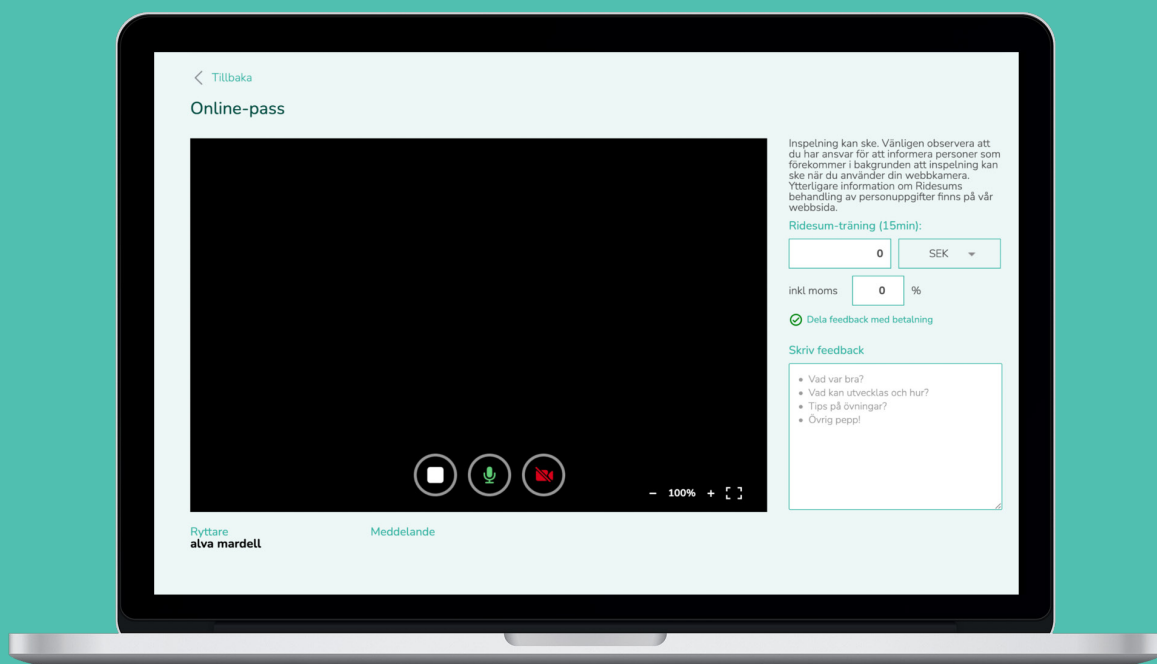 Tillbaka
Online-pass
Inspelning kan ske. Vänligen observera att
du har ansvar för att informera personer som
förekommer i bakgrunden att inspelning kan
ske när du använder din webbkamera.
Ytterligare information om Ridesums
behandling av personuppgifter finns på vår
webbsida.
Ridesum-träning (15min):
0 SEK
inkl moms 0 %
Dela feedback med betalning
Skriv feedback
• Vad var bra?
• Vad kan utvecklas och hur?
• Tips på övningar?
• Övrig pepp!
− 100% +
Ryttare Meddelande
alva mardell